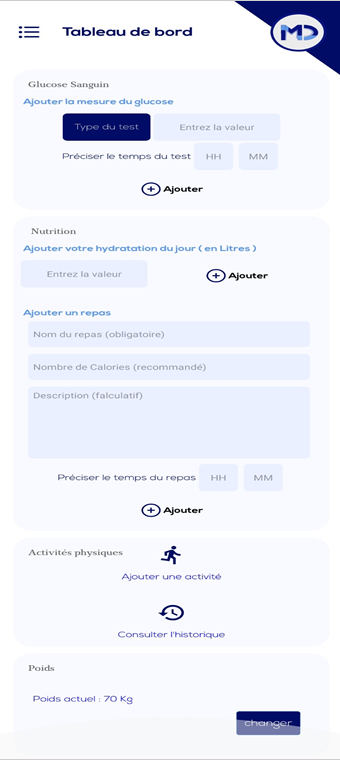 Tableau de bord
MD
Glucose Sanguin
Ajouter la mesure du glucose
Type du test
Entrez la valeur
Préciser le temps du test
HH
MM
Ajouter
Nutrition
Ajouter votre hydratation du jour ( en Litres )
Entrez la valeur
Ajouter
Ajouter un repas
Nom du repas (obligatoire)
Nombre de Calories (recommandé)
Description (falculatif)
Préciser le temps du repas
HH
MM
Ajouter
Activités physiques
Ajouter une activité
Consulter l'historique
Poids
Poids actuel : 70 Kg
changer